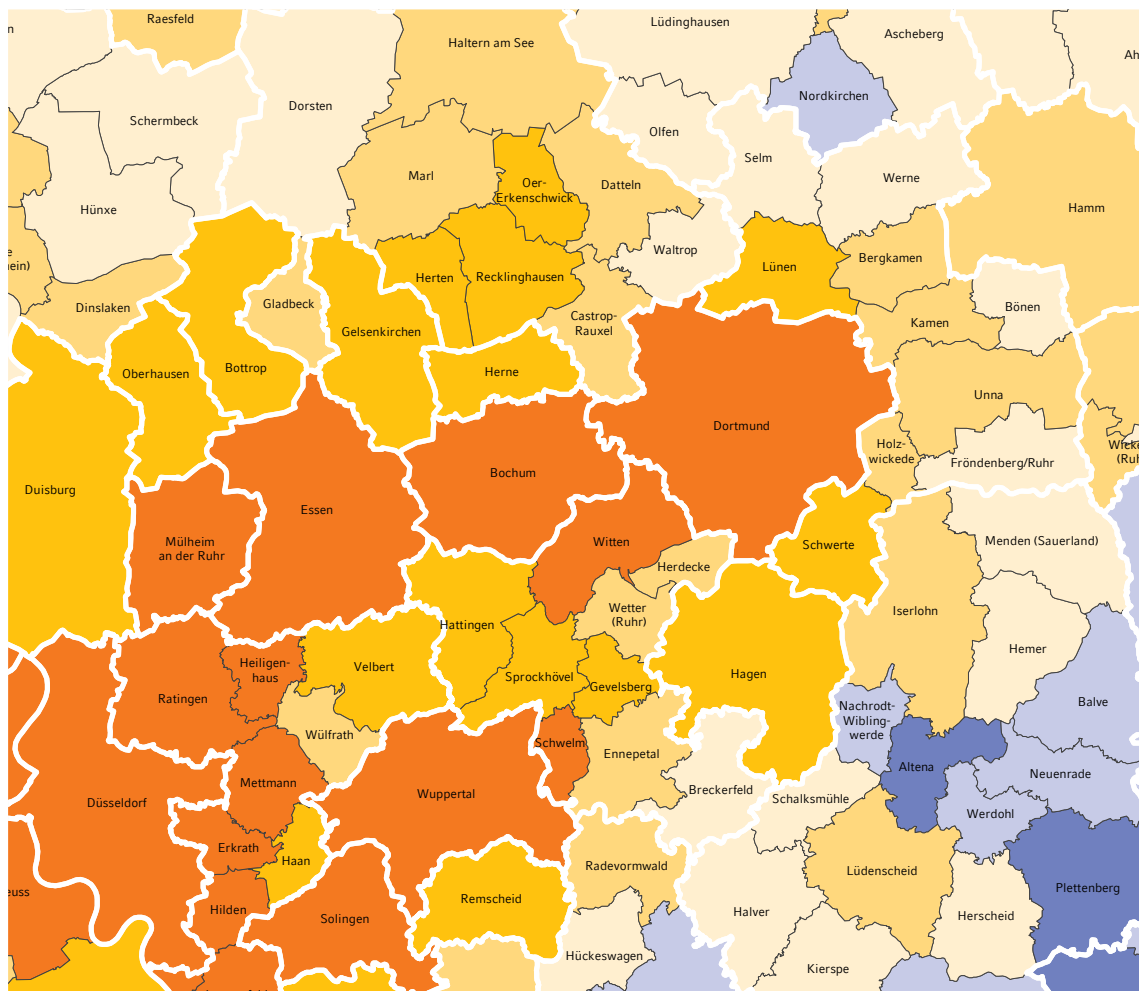 Raesfeld
Lüdinghausen
Ascheberg
Haltern am See
Nordkirchen
Dorsten
Schermbeck
Olfen
Selm
Marl
Oer-
Erkenschwick
Datteln
Werne
Hünxe
Hamm
Waltrop
Lünen
Bergkamen
Herten
Recklinghausen
Dinslaken
Gladbeck
Bönen
Castrop-
Rauxel
Kamen
Gelsenkirchen
Oberhausen
Bottrop
Herne
Unna
Dortmund
Holz-
wickede
Fröndenberg/Ruhr
Bochum
Duisburg
Essen
Mülheim
an der Ruhr
Witten
Schwerte
Menden (Sauerland)
Herdecke
Wetter
(Ruhr)
Iserlohn
Hattingen
Hemer
Heiligen-
haus
Velbert
Sprockhövel
Gevelsberg
Hagen
Ratingen
Nachrodt-
Wibling-
werde
Balve
Wülfrath
Schwelm
Ennepetal
Altena
Neuenrade
Mettmann
Düsseldorf
Wuppertal
Breckerfeld
Schalksmühle
Werdohl
Erkrath
Haan
Radevormwald
Lüdenscheid
Plettenberg
Remscheid
Hilden
Solingen
Halver
Herscheid
Hückeswagen
Kierspe
euss